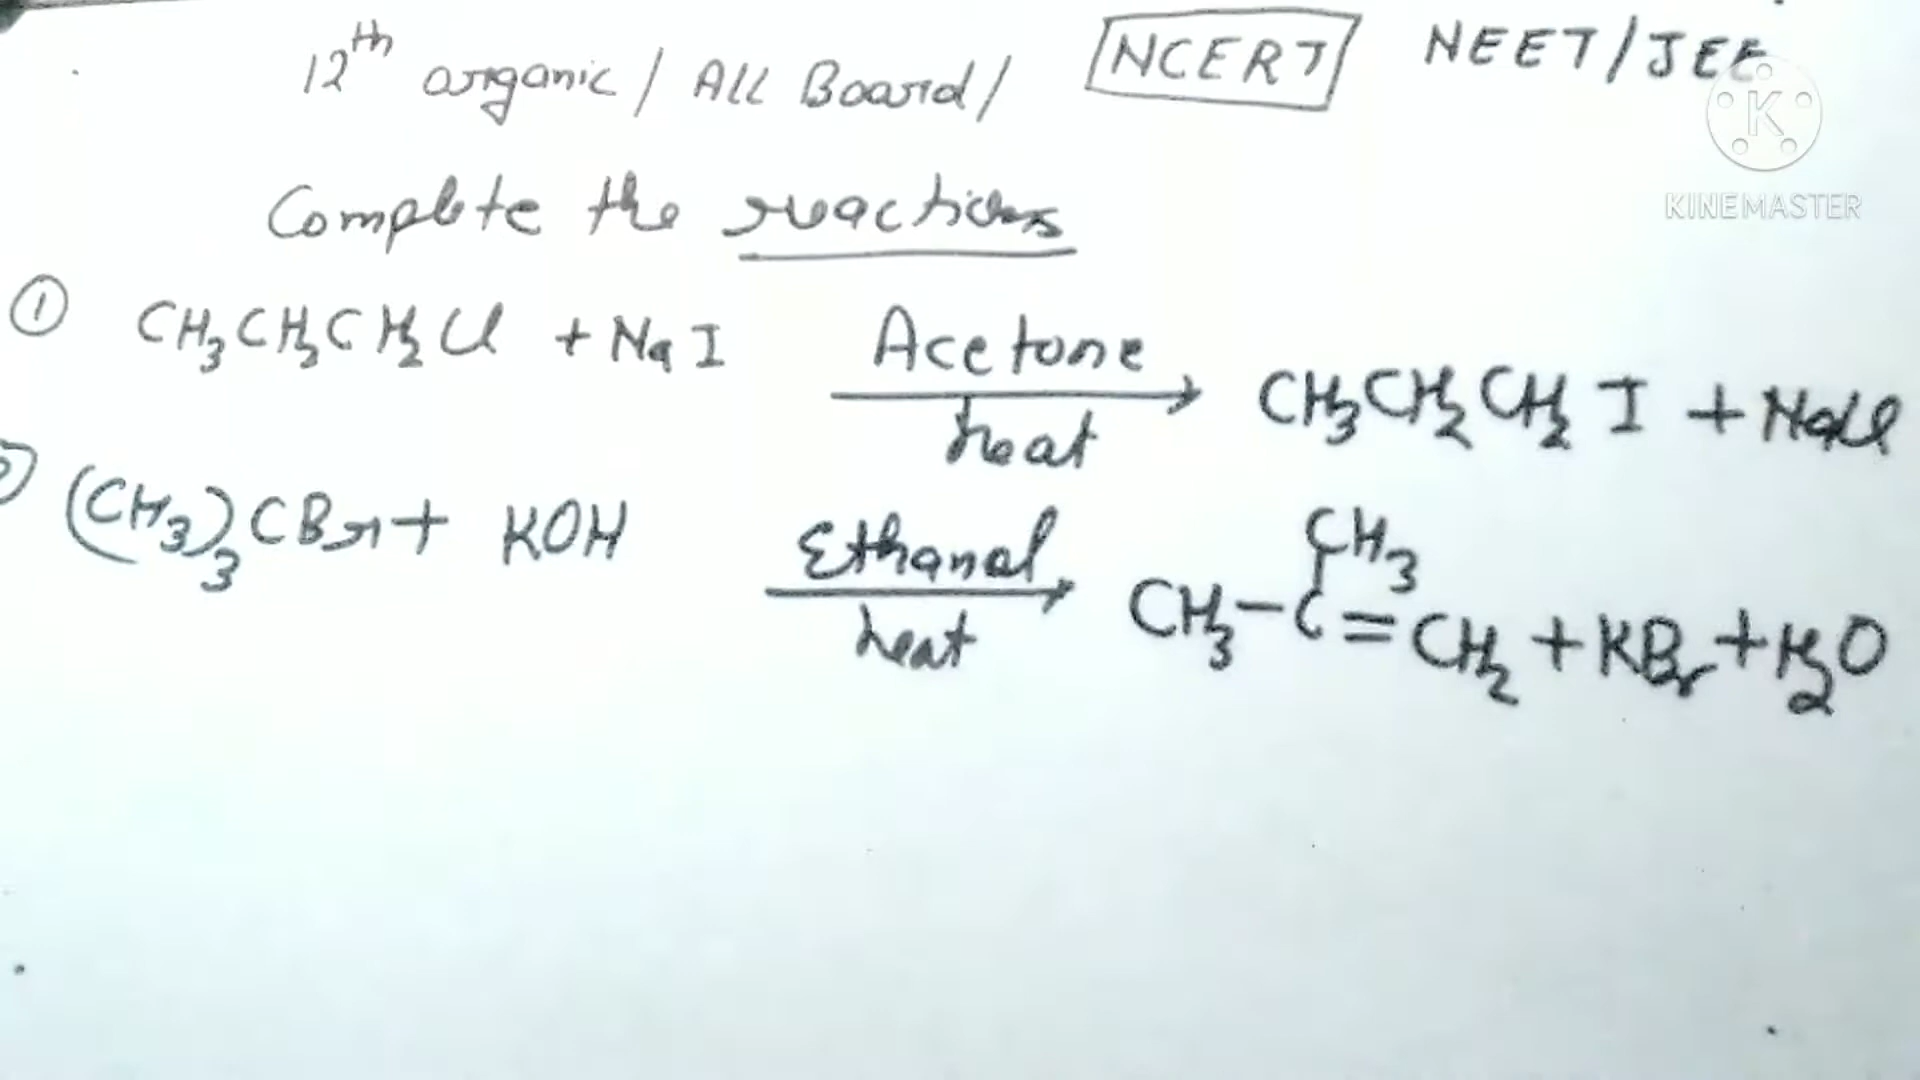 12th organic / All Board / NCERT NEET/JEE
KINEMASTER
Complete the reactions
① CH₃CH₂CH₂Cl + NaI Acetone heat → CH₃CH₂CH₂I + NaCl
② (CH₃)₃CBr + KOH Ethanol heat → CH₃-C(CH₃)=CH₂ + KBr + H₂O